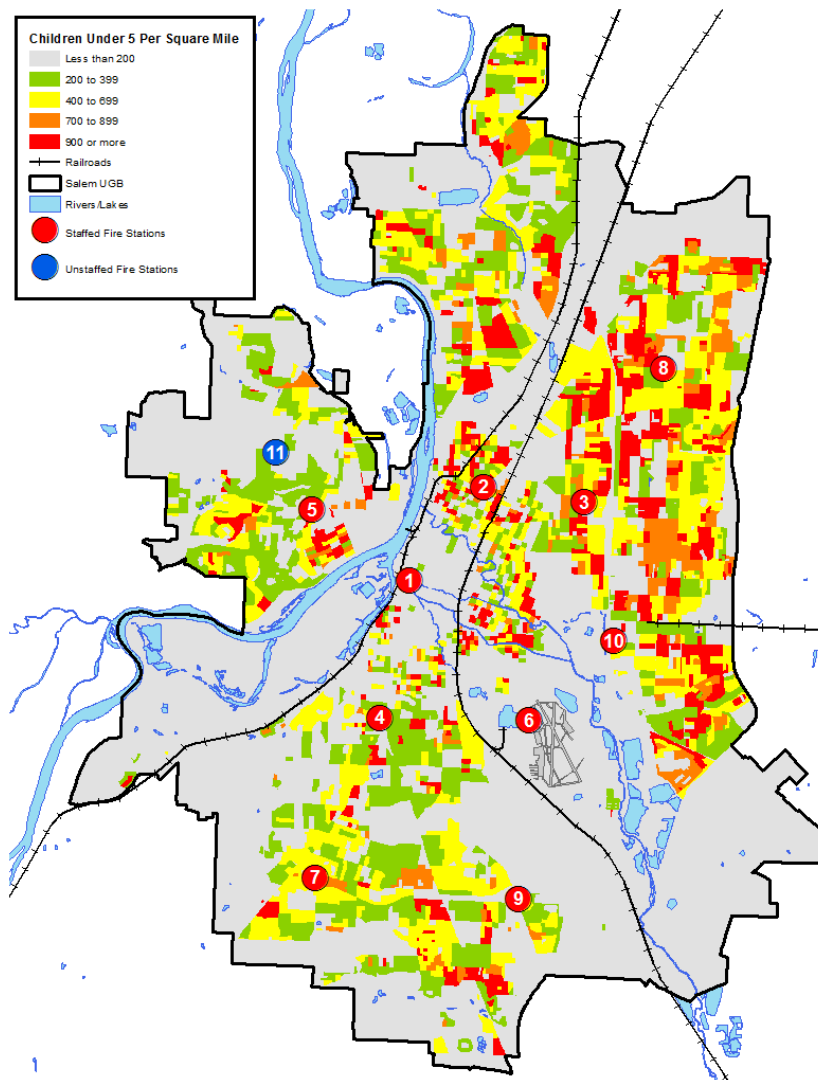 Children Under 5 Per Square Mile
Less than 200
200 to 399
400 to 699
700 to 899
900 or more
Railroads
Salem UGB
Rivers/Lakes
Staffed Fire Stations
Unstaffed Fire Stations
8
11
2
3
5
1
10
4
6
7
9